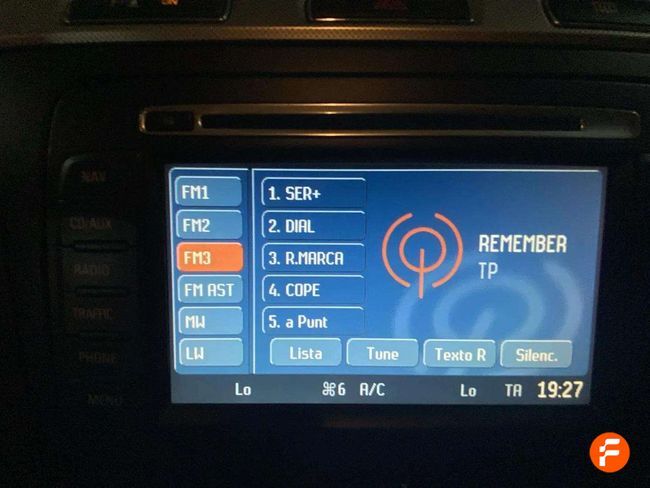 NAV
CD/AUX
RADIO
TRAFFIC
PHONE
MENU
FM1
FM2
FM3
FM AST
MW
LW
1. SER+
2. DIAL
3. R.MARCA
4. COPE
5. a Punt
REMEMBER
TP
Lista
Tune
Texto R
Silenc.
Lo
⌘6 A/C
Lo
TA
19:27